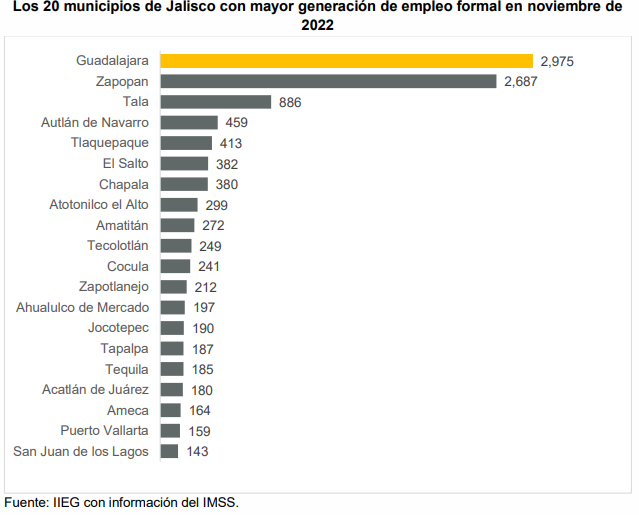 Los 20 municipios de Jalisco con mayor generación de empleo formal en noviembre de
2022
Guadalajara 2,975
Zapopan 2,687
Tala 886
Autlán de Navarro 459
Tlaquepaque 413
El Salto 382
Chapala 380
Atotonilco el Alto 299
Amatitán 272
Tecolotlán 249
Cocula 241
Zapotlanejo 212
Ahualulco de Mercado 197
Jocotepec 190
Tapalpa 187
Tequila 185
Acatlán de Juárez 180
Ameca 164
Puerto Vallarta 159
San Juan de los Lagos 143
Fuente: IIEG con información del IMSS.